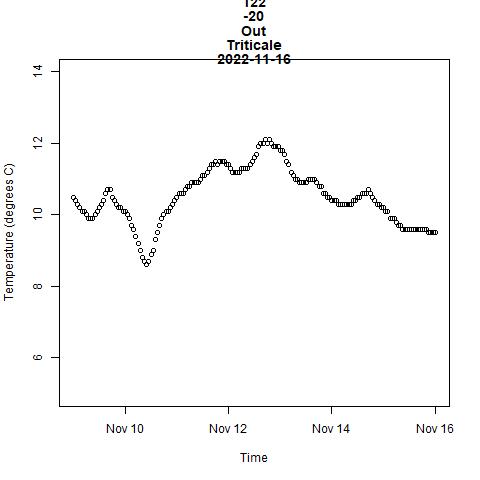 122
-20
Out
Triticale
2022-11-16
14
12
10
8
6
Temperature (degrees C)
Nov 10 Nov 12 Nov 14 Nov 16
Time